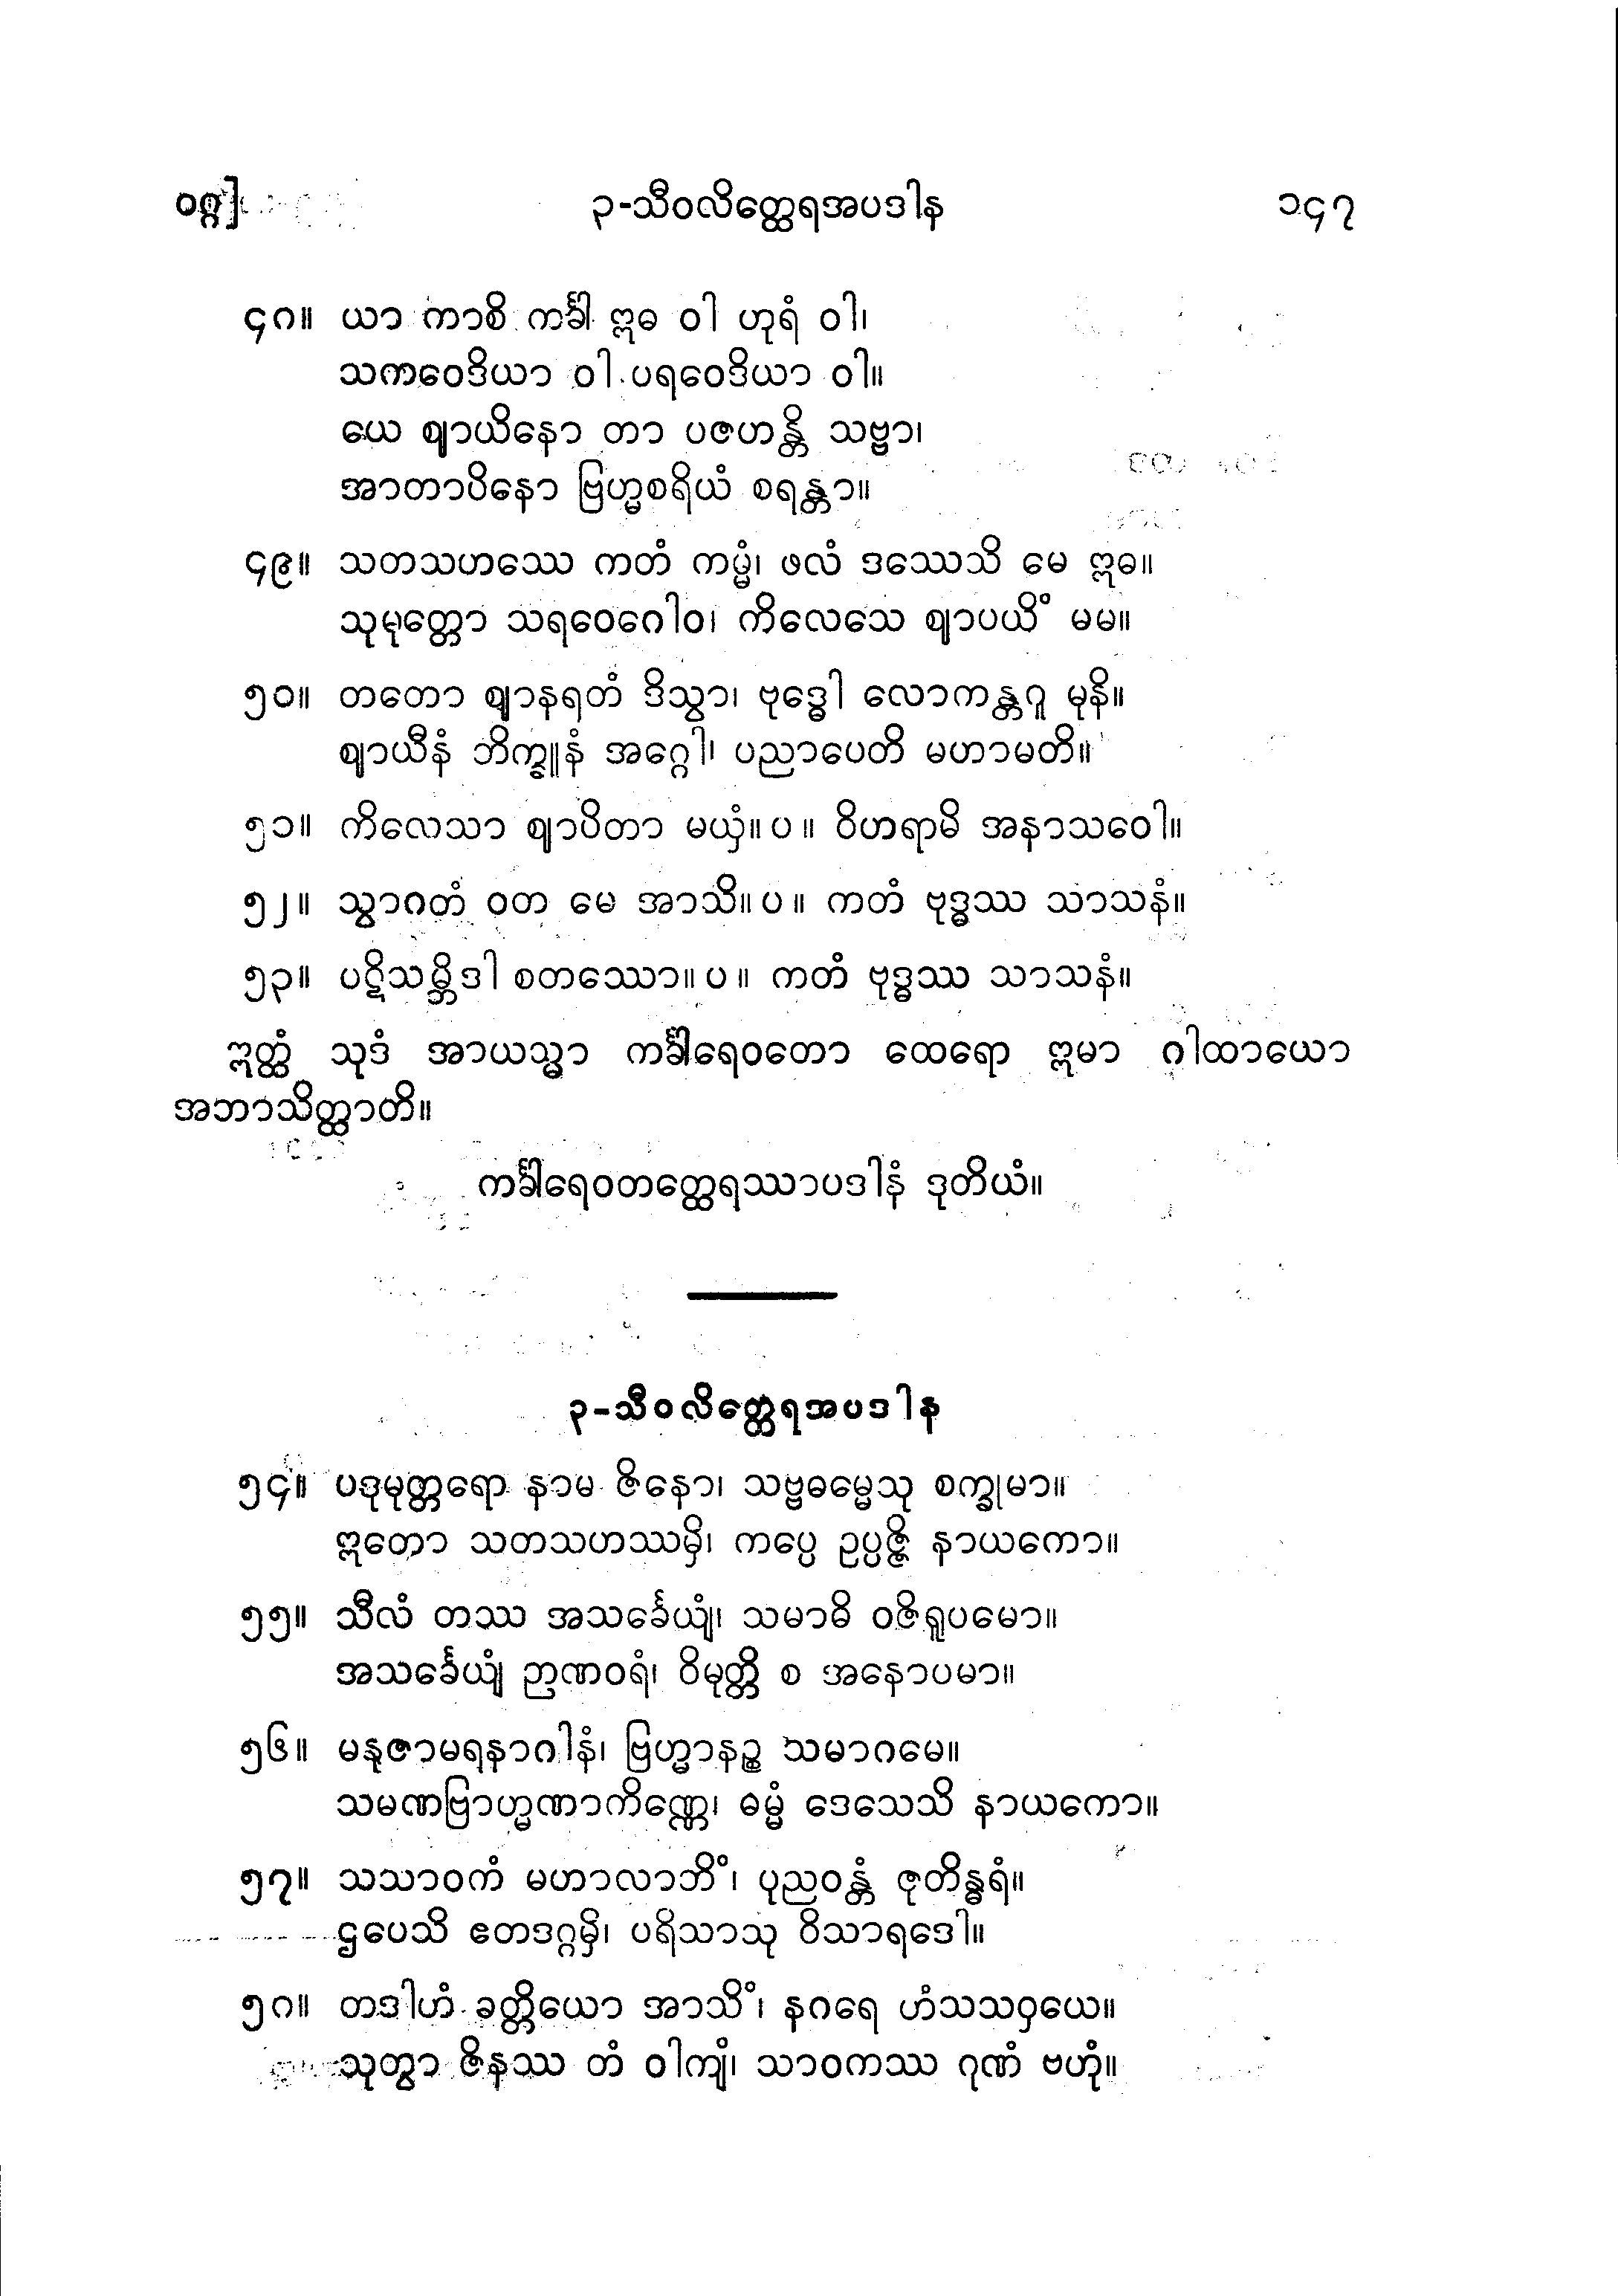 ဝဂ္ဂ] ၃-သီဝလိတ္ထေရအပဒါန ၁၄၇
၄၈။ ယာ ကာစိ ကင်္ခါ ဣဓ ဝါ ဟုရံ ဝါ၊
သကဝေဒိယာ ဝါ ပရဝေဒိယာ ဝါ။
ယေ ဈာယိနော တာ ပဇဟန္တိ သဗ္ဗာ၊
အာတာပိနော ဗြဟ္မစရိယံ စရန္တာ။
၄၉။ သတသဟဿေ ကတံ ကမ္မံ၊ ဖလံ ဒဿေသိ မေ ဣဓ။
သုမုတ္တော သရဝေဂေါဝ၊ ကိလေသေ ဈာပယိံ မမ။
၅၀။ တတော ဈာနရတံ ဒိသွာ၊ ဗုဒ္ဓေါ လောကန္တဂူ မုနိ။
ဈာယီနံ ဘိက္ခူနံ အဂ္ဂေါ၊ ပညာပေတိ မဟာမတိ။
၅၁။ ကိလေသာ ဈာပိတာ မယှံ။ ပ ။ ဝိဟရာမိ အနာသဝေါ။
၅၂။ သွာဂတံ ဝတ မေ အာသိ။ ပ ။ ကတံ ဗုဒ္ဓဿ သာသနံ။
၅၃။ ပဋိသမ္ဘိဒါ စတဿော။ ပ ။ ကတံ ဗုဒ္ဓဿ သာသနံ။
ဣတ္ထံ သုဒံ အာယသ္မာ ကင်္ခါရေဝတော ထေရော ဣမာ ဂါထာယော
အဘာသိတ္ထာတိ။
ကင်္ခါရေဝတတ္ထေရဿာပဒါနံ ဒုတိယံ။
၃-သီဝလိတ္ထေရအပဒါန
၅၄။ ပဒုမုတ္တရော နာမ ဇိနော၊ သဗ္ဗဓမ္မေသု စက္ခုမာ။
ဣတော သတသဟဿမှိ၊ ကပ္ပေ ဥပ္ပဇ္ဇိ နာယကော။
၅၅။ သီလံ တဿ အသင်္ခေယျံ၊ သမာဓိ ဝဇိရူပမော။
အသင်္ခေယျံ ဉာဏဝရံ၊ ဝိမုတ္တိ စ အနောပမာ။
၅၆။ မနုဇာမရနာဂါနံ၊ ဗြဟ္မာနဉ္စ သမာဂမေ။
သမဏဗြာဟ္မဏာကိဏ္ဏေ၊ ဓမ္မံ ဒေသေသိ နာယကော။
၅၇။ သသာဝကံ မဟာလာဘိံ၊ ပုညဝန္တံ ဇုတိန္ဓရံ။
ဌပေသိ ဧတဒဂ္ဂမှိ၊ ပရိသာသု ဝိသာရဒေါ။
၅၈။ တဒါဟံ ခတ္တိယော အာသိံ၊ နဂရေ ဟံသသဝှယေ။
သုတွာ ဇိနဿ တံ ဝါကျံ၊ သာဝကဿ ဂုဏံ ဗဟုံ။